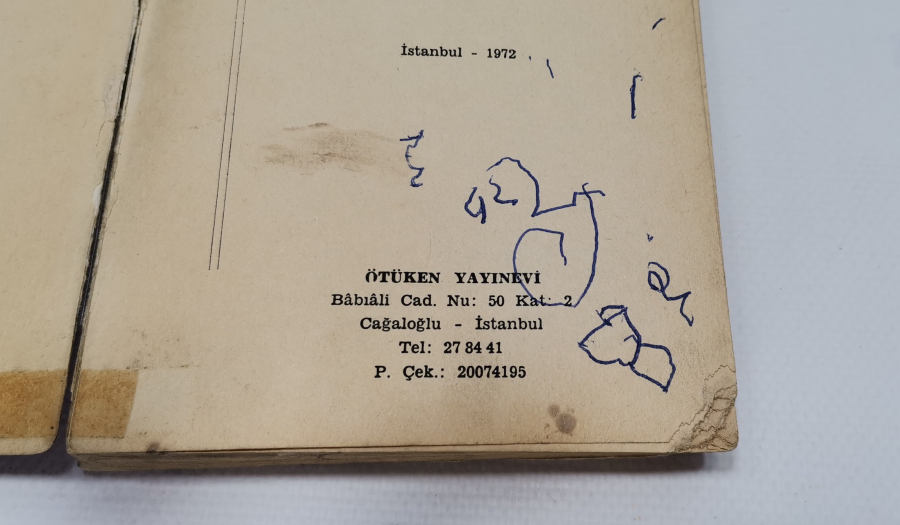 İstanbul - 1972
ÖTÜKEN YAYINEVİ
Bâbıâli Cad. Nu: 50 Kat: 2
Cağaloğlu - İstanbul
Tel: 27 84 41
P. Çek.: 20074195